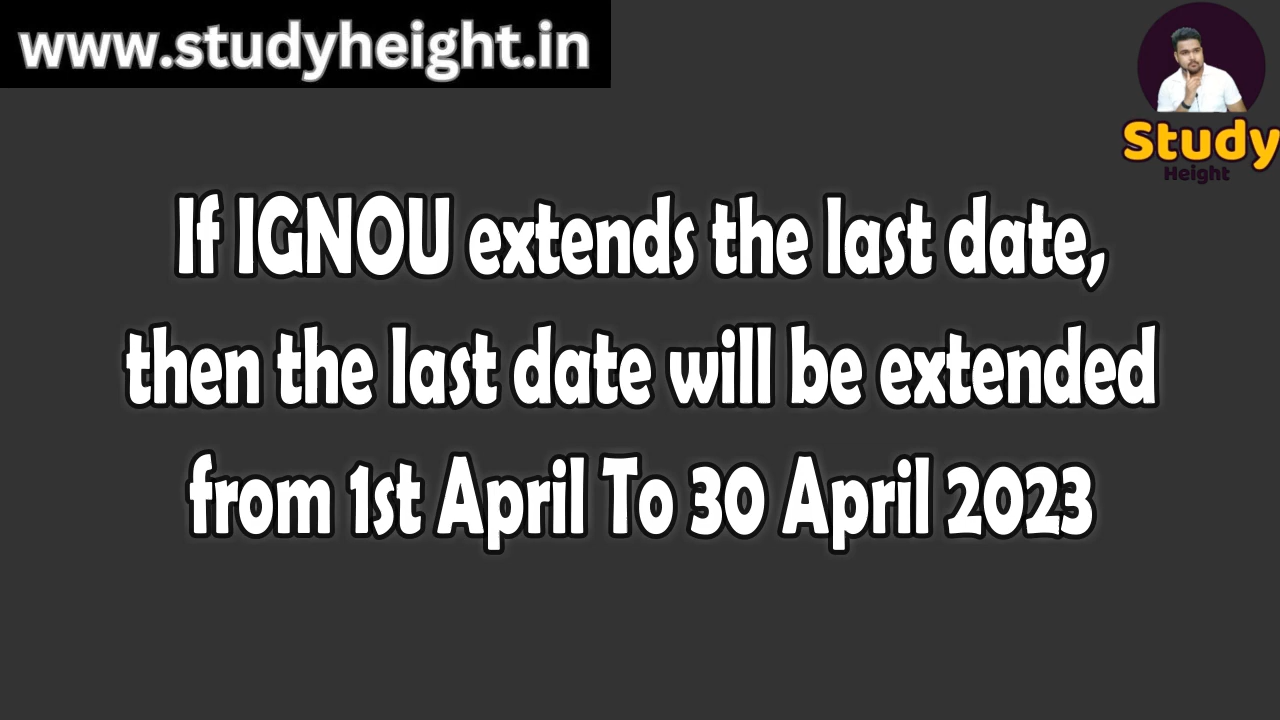 www.studyheight.in
Study
Height
If IGNOU extends the last date,
then the last date will be extended
from 1st April To 30 April 2023